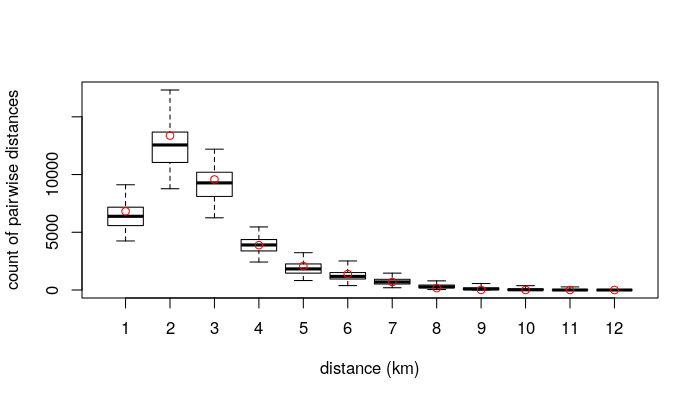 count of pairwise distances
10000
5000
0
1 2 3 4 5 6 7 8 9 10 11 12
distance (km)